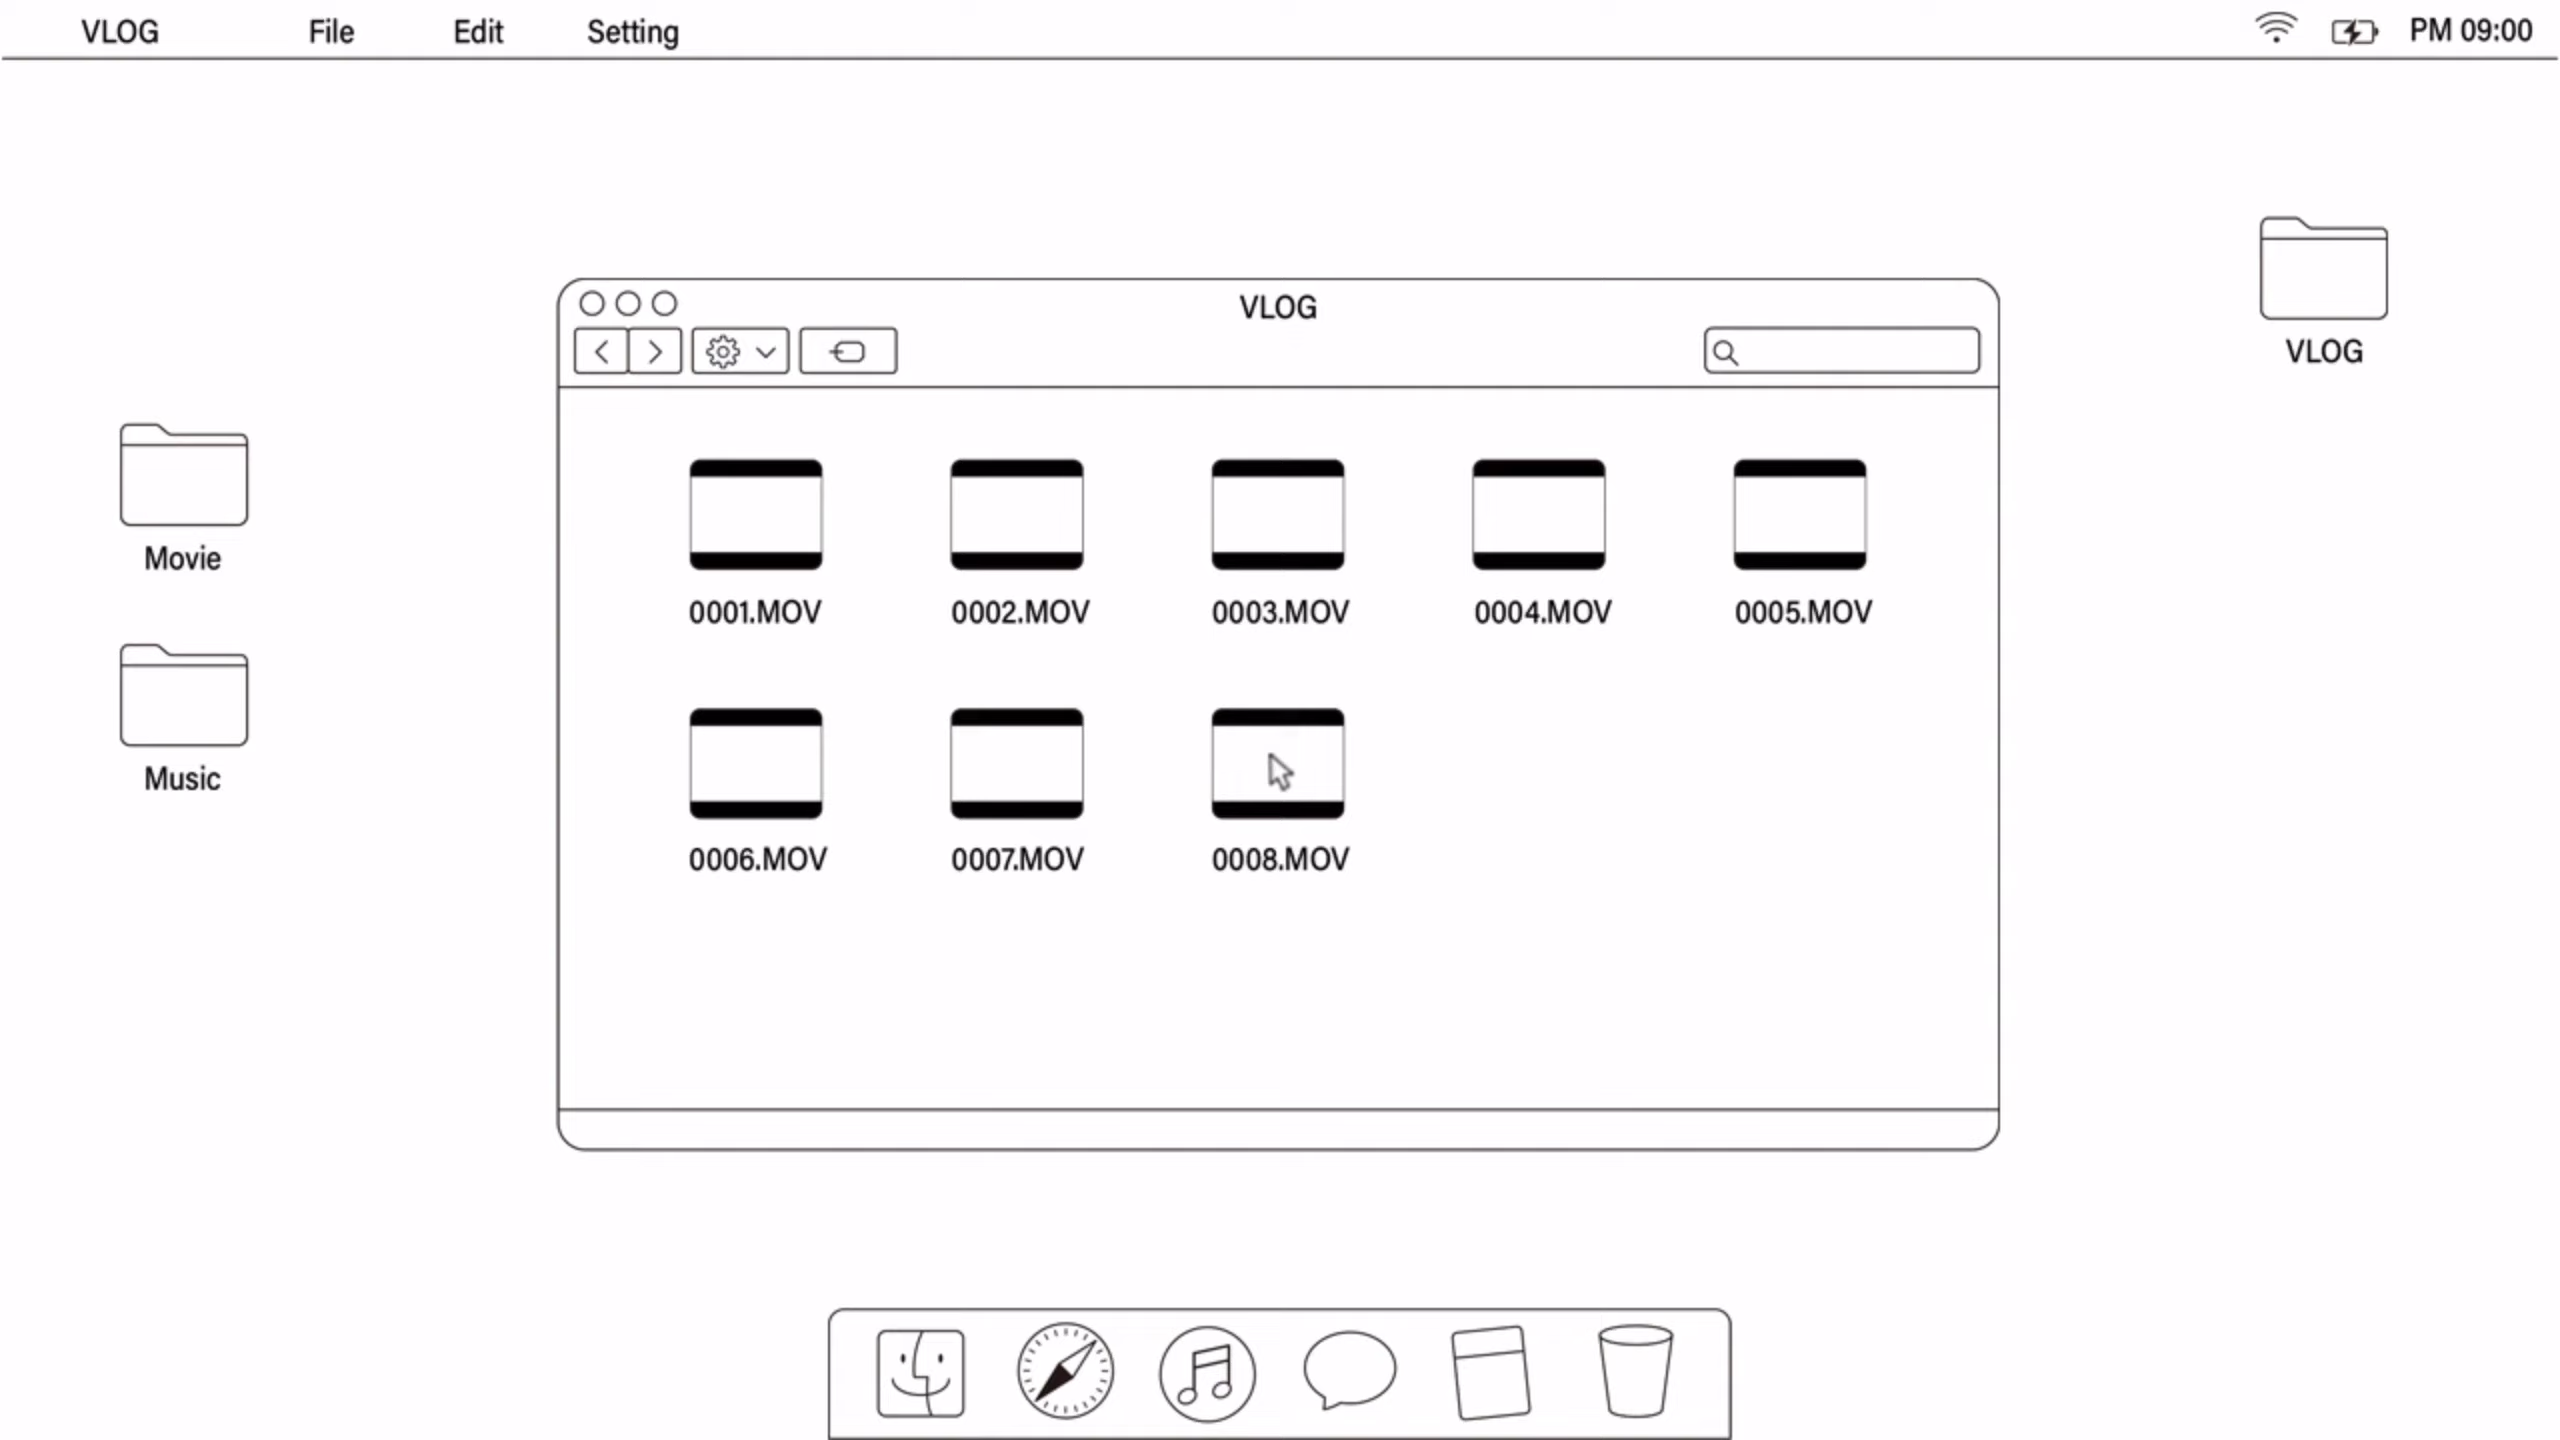 VLOG File Edit Setting PM 09:00
VLOG
VLOG
Movie
Music
0001.MOV 0002.MOV 0003.MOV 0004.MOV 0005.MOV
0006.MOV 0007.MOV 0008.MOV